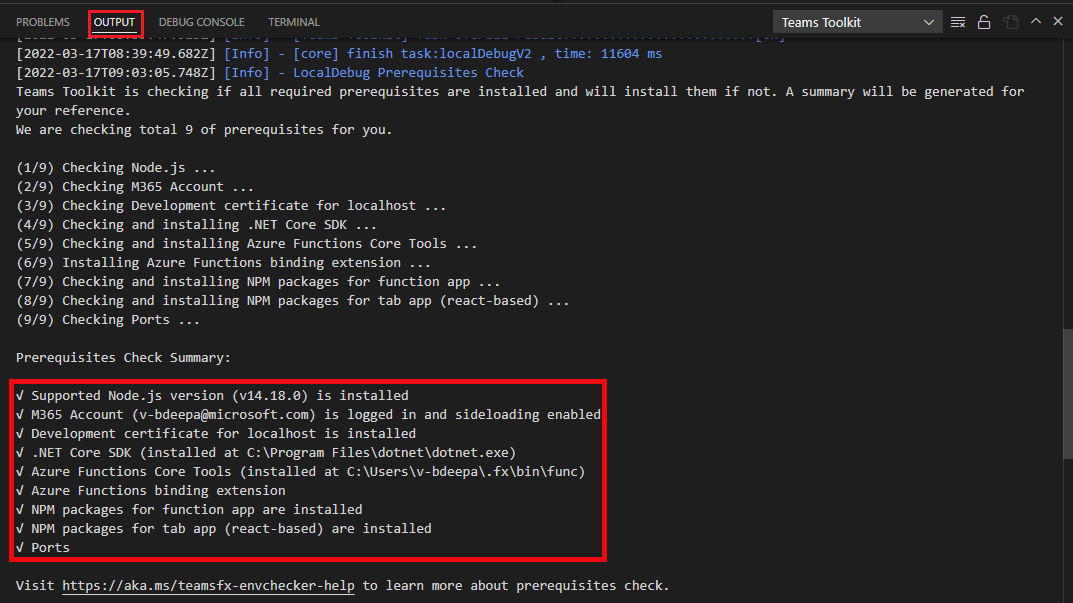 PROBLEMS OUTPUT DEBUG CONSOLE TERMINAL Teams Toolkit
[2022-03-17T08:39:49.682Z] [Info] - [core] finish task:localDebugV2 , time: 11604 ms
[2022-03-17T09:03:05.748Z] [Info] - LocalDebug Prerequisites Check
Teams Toolkit is checking if all required prerequisites are installed and will install them if not. A summary will be generated for
your reference.
We are checking total 9 of prerequisites for you.
(1/9) Checking Node.js ...
(2/9) Checking M365 Account ...
(3/9) Checking Development certificate for localhost ...
(4/9) Checking and installing .NET Core SDK ...
(5/9) Checking and installing Azure Functions Core Tools ...
(6/9) Installing Azure Functions binding extension ...
(7/9) Checking and installing NPM packages for function app ...
(8/9) Checking and installing NPM packages for tab app (react-based) ...
(9/9) Checking Ports ...
Prerequisites Check Summary:
√ Supported Node.js version (v14.18.0) is installed
√ M365 Account (v-bdeepa@microsoft.com) is logged in and sideloading enabled
√ Development certificate for localhost is installed
√ .NET Core SDK (installed at C:\Program Files\dotnet\dotnet.exe)
√ Azure Functions Core Tools (installed at C:\Users\v-bdeepa\.fx\bin\func)
√ Azure Functions binding extension
√ NPM packages for function app are installed
√ NPM packages for tab app (react-based) are installed
√ Ports
Visit https://aka.ms/teamsfx-envchecker-help to learn more about prerequisites check.